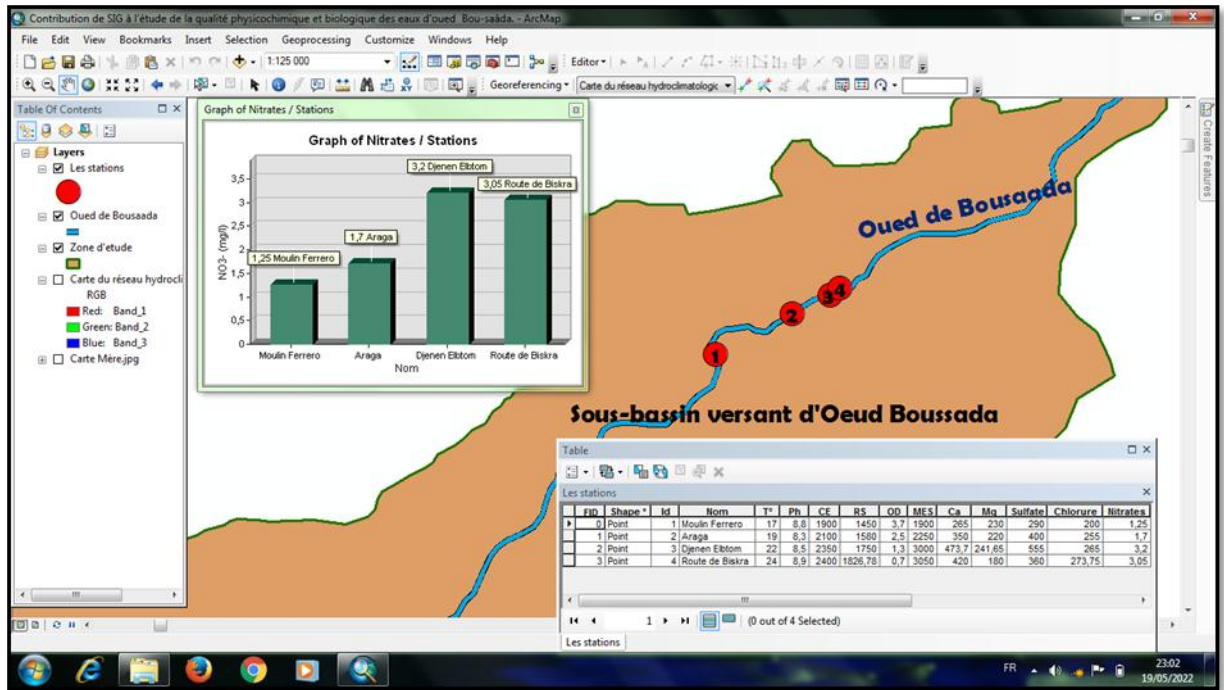 Contribution de SIG à l'étude de la qualité physicochimique et biologique des eaux d'oued Bou-saâda. - ArcMap
File Edit View Bookmarks Insert Selection Geoprocessing Customize Windows Help
1:125 000 Editor
Georeferencing Carte du réseau hydroclimatologic
Table Of Contents
Layers
Les stations
Oued de Bousaada
Zone d'etude
Carte du réseau hydrocli
RGB
Red: Band_1
Green: Band_2
Blue: Band_3
Carte Mère.jpg
Graph of Nitrates / Stations
Graph of Nitrates / Stations
NO3- (mg/l)
3,5
3
2,5
2
1,5
1
0,5
0
1,25 Moulin Ferrero
1,7 Araga
3,2 Djenen Elbtom
3,05 Route de Biskra
Moulin Ferrero Araga Djenen Elbtom Route de Biskra
Nom
Create Features
Oued de Bousaada
1
2
3
4
Sous-bassin versant d'Oeud Boussada
Table
Les stations
FID Shape * Id Nom T° Ph CE RS OD MES Ca Mg Sulfate Chlorure Nitrates
0 Point 1 Moulin Ferrero 17 8,8 1900 1450 3,7 1900 265 230 290 200 1,25
1 Point 2 Araga 19 8,3 2100 1580 2,5 2250 350 220 400 255 1,7
2 Point 3 Djenen Elbtom 22 8,5 2350 1750 1,3 3000 473,7 241,65 555 265 3,2
3 Point 4 Route de Biskra 24 8,9 2400 1826,78 0,7 3050 420 180 360 273,75 3,05
1 (0 out of 4 Selected)
Les stations
FR 23:02
19/05/2022